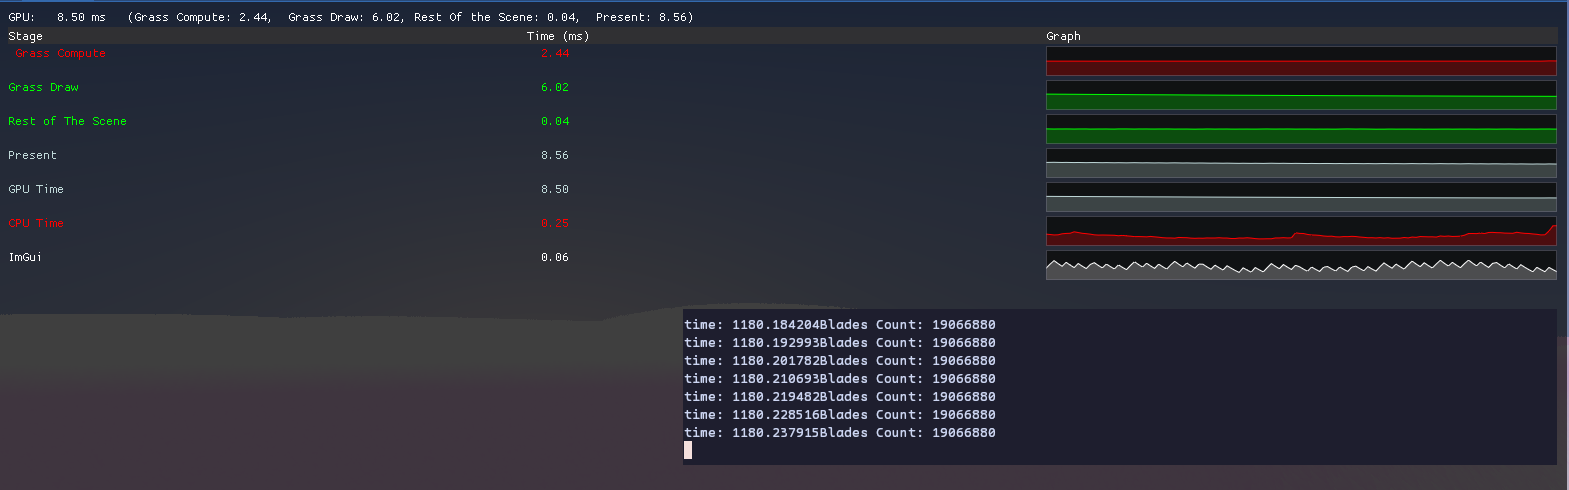 GPU: 8.50 ms (Grass Compute: 2.44, Grass Draw: 6.02, Rest Of the Scene: 0.04, Present: 8.56)
Stage Time (ms) Graph
Grass Compute 2.44
Grass Draw 6.02
Rest of The Scene 0.04
Present 8.56
GPU Time 8.50
CPU Time 0.25
ImGui 0.06
time: 1180.184204Blades Count: 19066880
time: 1180.192993Blades Count: 19066880
time: 1180.201782Blades Count: 19066880
time: 1180.210693Blades Count: 19066880
time: 1180.219482Blades Count: 19066880
time: 1180.228516Blades Count: 19066880
time: 1180.237915Blades Count: 19066880